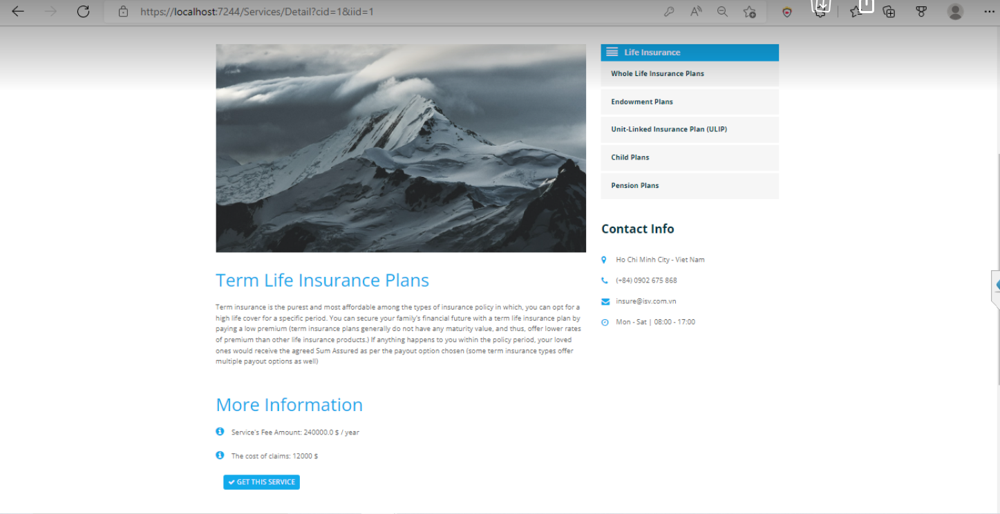 https://localhost:7244/Services/Detail?cid=1&iid=1
Life Insurance
Whole Life Insurance Plans
Endowment Plans
Unit-Linked Insurance Plan (ULIP)
Child Plans
Pension Plans
Contact Info
Ho Chi Minh City - Viet Nam
(+84) 0902 675 868
insure@isv.com.vn
Mon - Sat | 08:00 - 17:00
Term Life Insurance Plans
Term insurance is the purest and most affordable among the types of insurance policy in which, you can opt for a
high life cover for a specific period. You can secure your family's financial future with a term life insurance plan by
paying a low premium (term insurance plans generally do not have any maturity value, and thus, offer lower rates
of premium than other life insurance products.) If anything happens to you within the policy period, your loved
ones would receive the agreed Sum Assured as per the payout option chosen (some term insurance types offer
multiple payout options as well)
More Information
Service's Fee Amount: 240000.0 $ / year
The cost of claims: 12000 $
GET THIS SERVICE